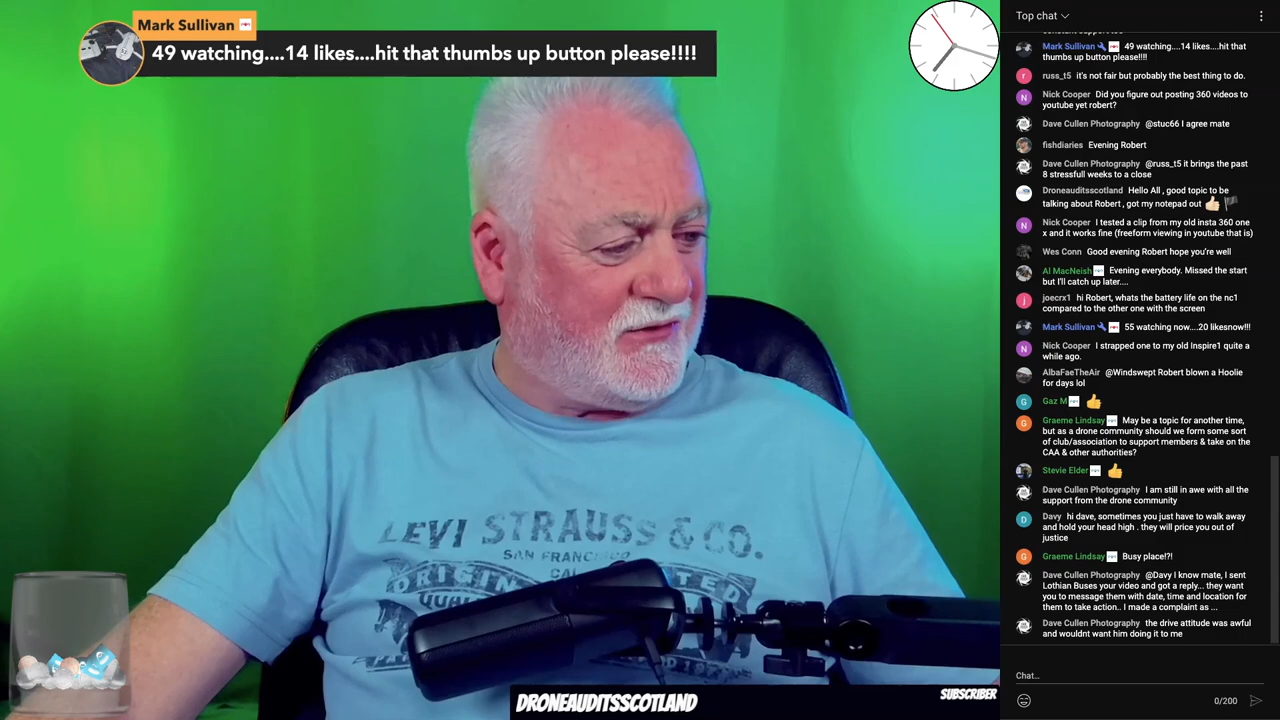 Mark Sullivan
49 watching....14 likes....hit that thumbs up button please!!!!
LEVI STRAUSS & CO.
SAN FRANCISCO
CAL
ORIGINAL
DRONEAUDITSSCOTLAND
SUBSCRIBER
Top chat
Mark Sullivan 49 watching....14 likes....hit that
thumbs up button please!!!!
russ_t5 it's not fair but probably the best thing to do.
Nick Cooper Did you figure out posting 360 videos to
youtube yet robert?
Dave Cullen Photography @stuc66 I agree mate
fishdiaries Evening Robert
Dave Cullen Photography @russ_t5 it brings the past
8 stressfull weeks to a close
Droneauditsscotland Hello All , good topic to be
talking about Robert , got my notepad out 👍🏻 🏴
Nick Cooper I tested a clip from my old insta 360 one
x and it works fine (freeform viewing in youtube that is)
Wes Conn Good evening Robert hope you're well
Al MacNeish Evening everybody. Missed the start
but I'll catch up later....
joecrx1 hi Robert, whats the battery life on the nc1
compared to the other one with the screen
Mark Sullivan 55 watching now....20 likesnow!!!
Nick Cooper I strapped one to my old Inspire1 quite a
while ago.
AlbaFaeTheAir @Windswept Robert blown a Hoolie
for days lol
Gaz M 👍
Graeme Lindsay May be a topic for another time,
but as a drone community should we form some sort
of club/association to support members & take on the
CAA & other authorities?
Stevie Elder 👍
Dave Cullen Photography I am still in awe with all the
support from the drone community
Davy hi dave, sometimes you just have to walk away
and hold your head high . they will price you out of
justice
Graeme Lindsay Busy place!?!
Dave Cullen Photography @Davy I know mate, I sent
Lothian Buses your video and got a reply... they want
you to message them with date, time and location for
them to take action.. I made a complaint as ...
Dave Cullen Photography the drive attitude was awful
and wouldnt want him doing it to me
Chat...
0/200